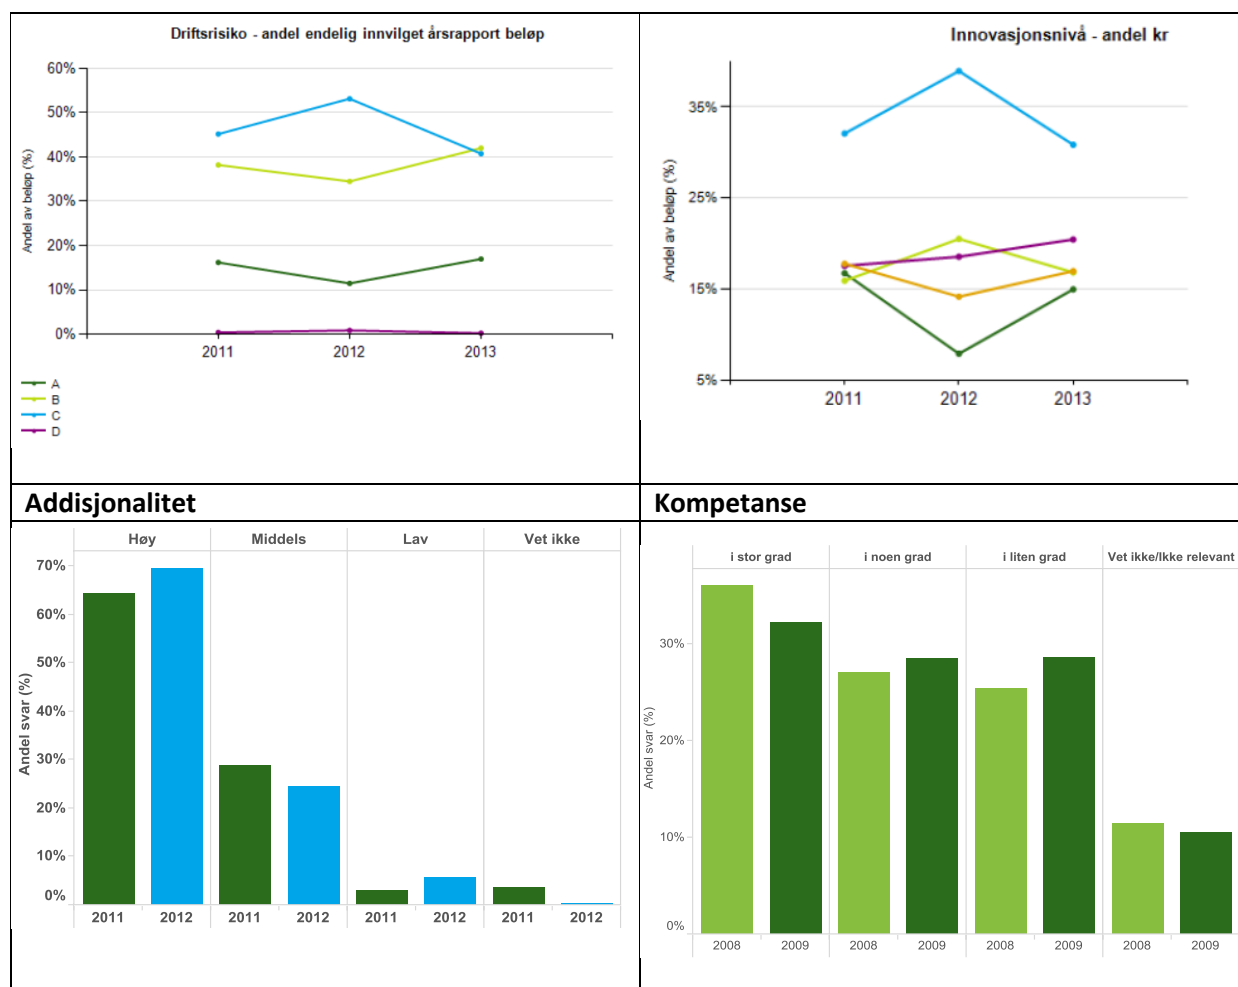 Driftsrisiko - andel endelig innvilget årsrapport beløp
60%
50%
40%
30%
20%
10%
0%
Andel av beløp (%)
2011 2012 2013
A
B
C
D
Innovasjonsnivå - andel kr
35%
25%
15%
5%
Andel av beløp (%)
2011 2012 2013
Addisjonalitet
Høy Middels Lav Vet ikke
70%
60%
50%
40%
30%
20%
10%
0%
Andel svar (%)
2011 2012 2011 2012 2011 2012 2011 2012
Kompetanse
i stor grad i noen grad i liten grad Vet ikke/Ikke relevant
30%
20%
10%
0%
Andel svar (%)
2008 2009 2008 2009 2008 2009 2008 2009